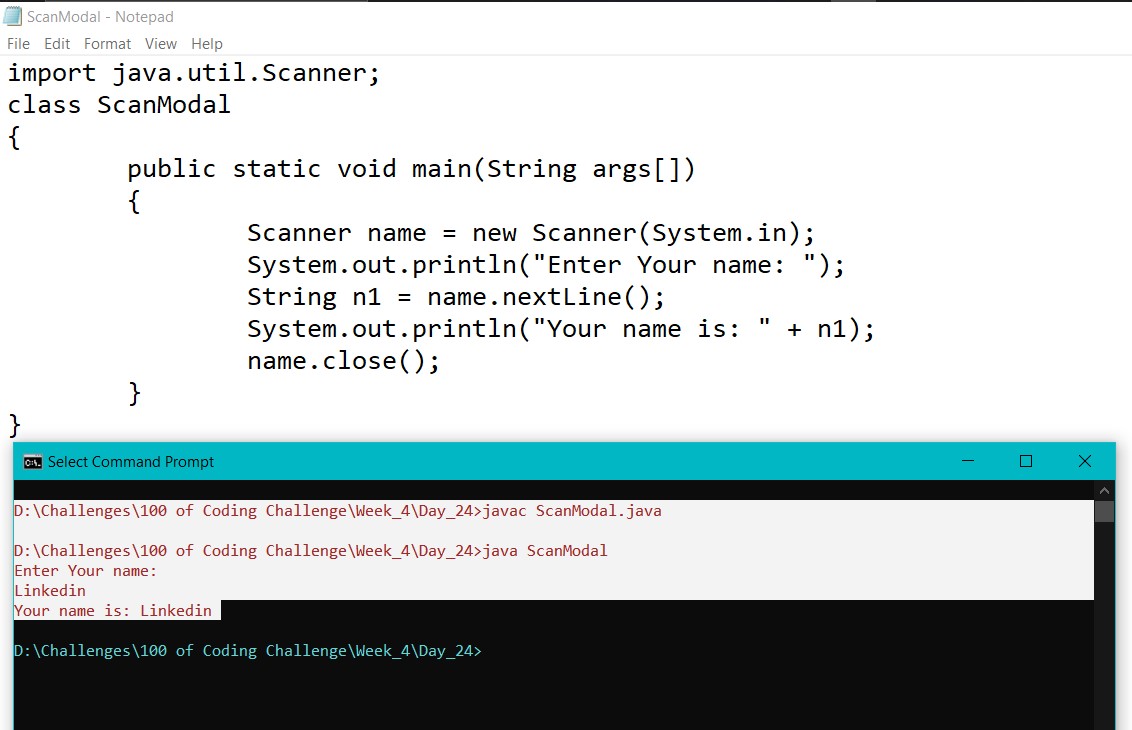 ScanModal - Notepad
File Edit Format View Help
import java.util.Scanner;
class ScanModal
{
public static void main(String args[])
{
Scanner name = new Scanner(System.in);
System.out.println("Enter Your name: ");
String n1 = name.nextLine();
System.out.println("Your name is: " + n1);
name.close();
}
}
C:\. Select Command Prompt
D:\Challenges\100 of Coding Challenge\Week_4\Day_24>javac ScanModal.java
D:\Challenges\100 of Coding Challenge\Week_4\Day_24>java ScanModal
Enter Your name:
Linkedin
Your name is: Linkedin
D:\Challenges\100 of Coding Challenge\Week_4\Day_24>